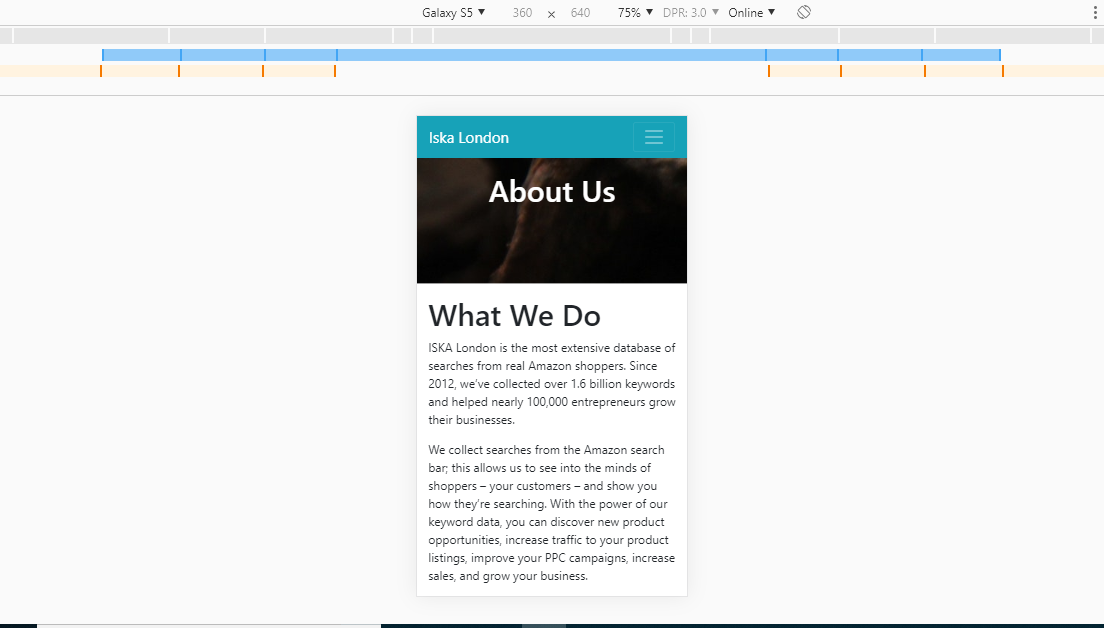 Galaxy S5 ▼ 360 × 640 75% ▼ DPR: 3.0 ▼ Online ▼
Iska London
About Us
What We Do
ISKA London is the most extensive database of
searches from real Amazon shoppers. Since
2012, we've collected over 1.6 billion keywords
and helped nearly 100,000 entrepreneurs grow
their businesses.
We collect searches from the Amazon search
bar; this allows us to see into the minds of
shoppers – your customers – and show you
how they're searching. With the power of our
keyword data, you can discover new product
opportunities, increase traffic to your product
listings, improve your PPC campaigns, increase
sales, and grow your business.